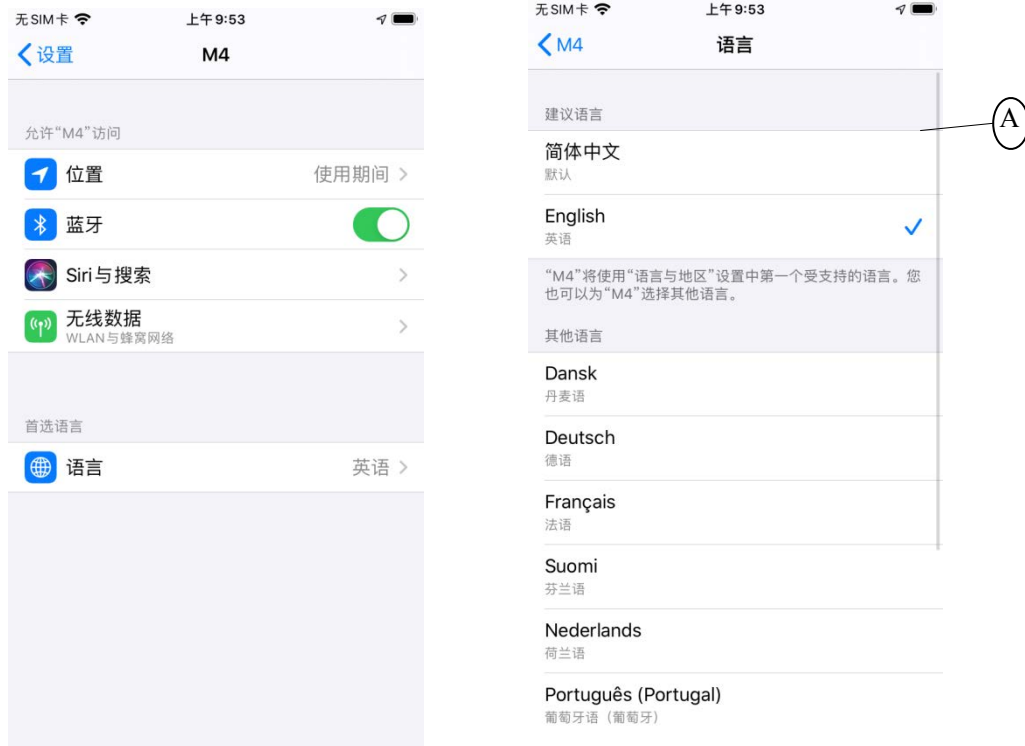 无SIM卡 上午9:53
设置 M4
允许“M4”访问
位置 使用期间
蓝牙
Siri与搜索
无线数据
WLAN与蜂窝网络
首选语言
语言 英语
无SIM卡 上午9:53
M4 语言
建议语言
A
简体中文
默认
English
英语
“M4”将使用“语言与地区”设置中第一个受支持的语言。您
也可以为“M4”选择其他语言。
其他语言
Dansk
丹麦语
Deutsch
德语
Français
法语
Suomi
芬兰语
Nederlands
荷兰语
Português (Portugal)
葡萄牙语（葡萄牙）